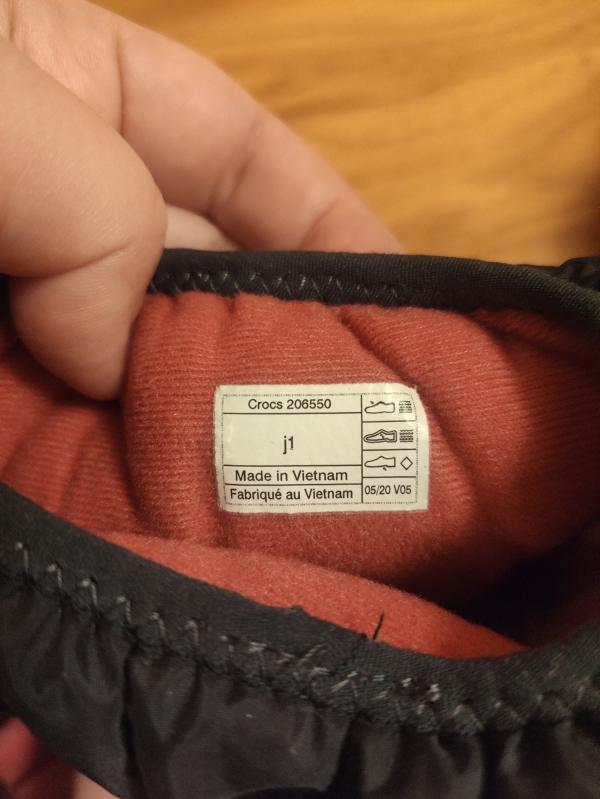 Crocs 206550
j1
Made in Vietnam
Fabriqué au Vietnam
05/20 V05